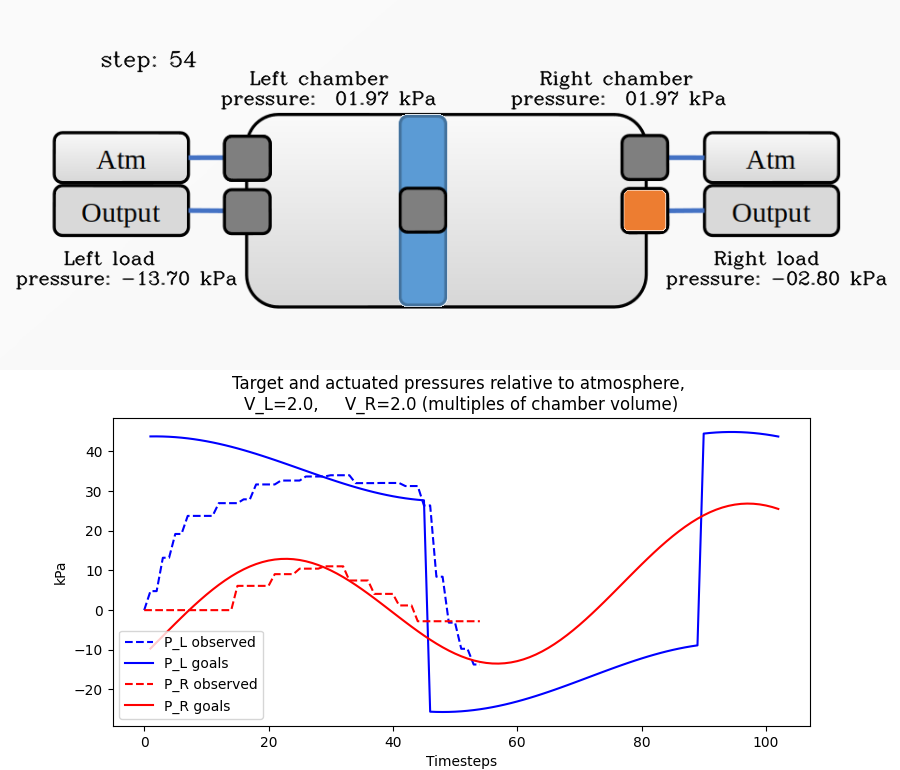 step: 54
Left chamber
pressure: 01.97 kPa
Right chamber
pressure: 01.97 kPa
Atm
Output
Atm
Output
Left load
pressure: −13.70 kPa
Right load
pressure: −02.80 kPa
Target and actuated pressures relative to atmosphere,
V_L=2.0, V_R=2.0 (multiples of chamber volume)
kPa
40
30
20
10
0
−10
−20
P_L observed
P_L goals
P_R observed
P_R goals
0 20 40 60 80 100
Timesteps